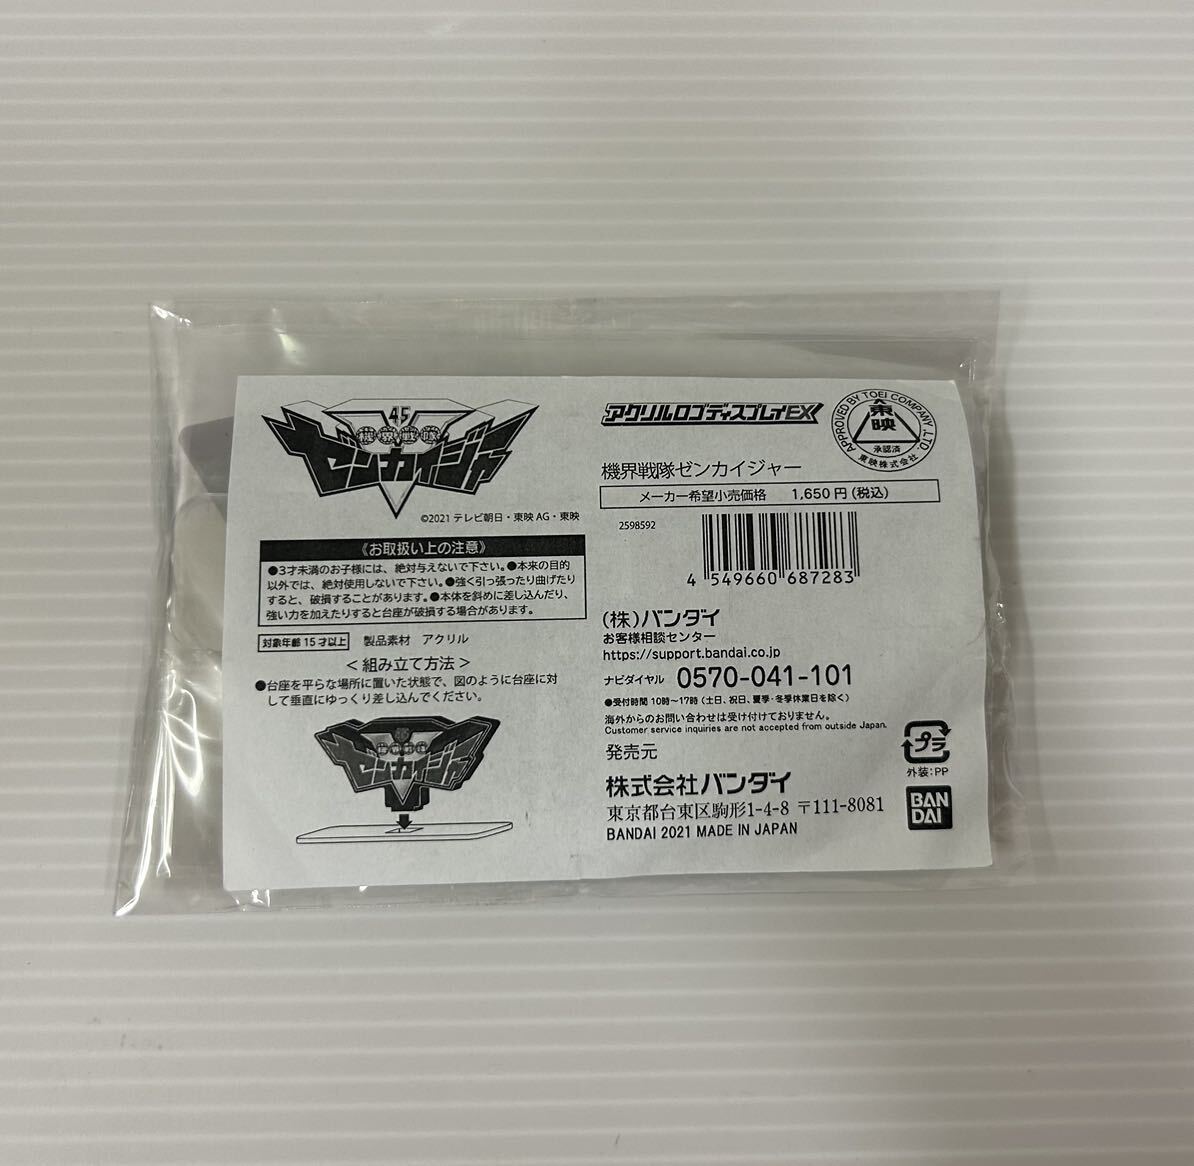 45
機界戦隊
ゼンカイジャー
©2021 テレビ朝日・東映 AG・東映
《お取扱い上の注意》
●3才未満のお子様には、絶対与えないで下さい。●本来の目的
以外では、絶対使用しないで下さい。●強く引っ張ったり曲げたり
すると、破損することがあります。●本体を斜めに差し込んだり、
強い力を加えたりすると台座が破損する場合があります。
対象年齢 15才以上 製品素材 アクリル
＜組み立て方法＞
●台座を平らな場所に置いた状態で、図のように台座に対
して垂直にゆっくり差し込んでください。
機界戦隊
ゼンカイジャー
アクリルロゴディスプレイEX
APPROVED BY TOEI COMPANY, LTD.
東映
承認済
東映株式会社
機界戦隊ゼンカイジャー
メーカー希望小売価格 1,650円(税込)
2598592
4 549660 687283
(株)バンダイ
お客様相談センター
https://support.bandai.co.jp
ナビダイヤル 0570-041-101
●受付時間 10時〜17時 (土日、祝日、夏季・冬季休業日を除く)
海外からのお問い合わせは受け付けておりません。
Customer service inquiries are not accepted from outside Japan.
発売元
株式会社バンダイ
東京都台東区駒形1-4-8 〒111-8081
BANDAI 2021 MADE IN JAPAN
プラ
外装:PP
BAN
DAI